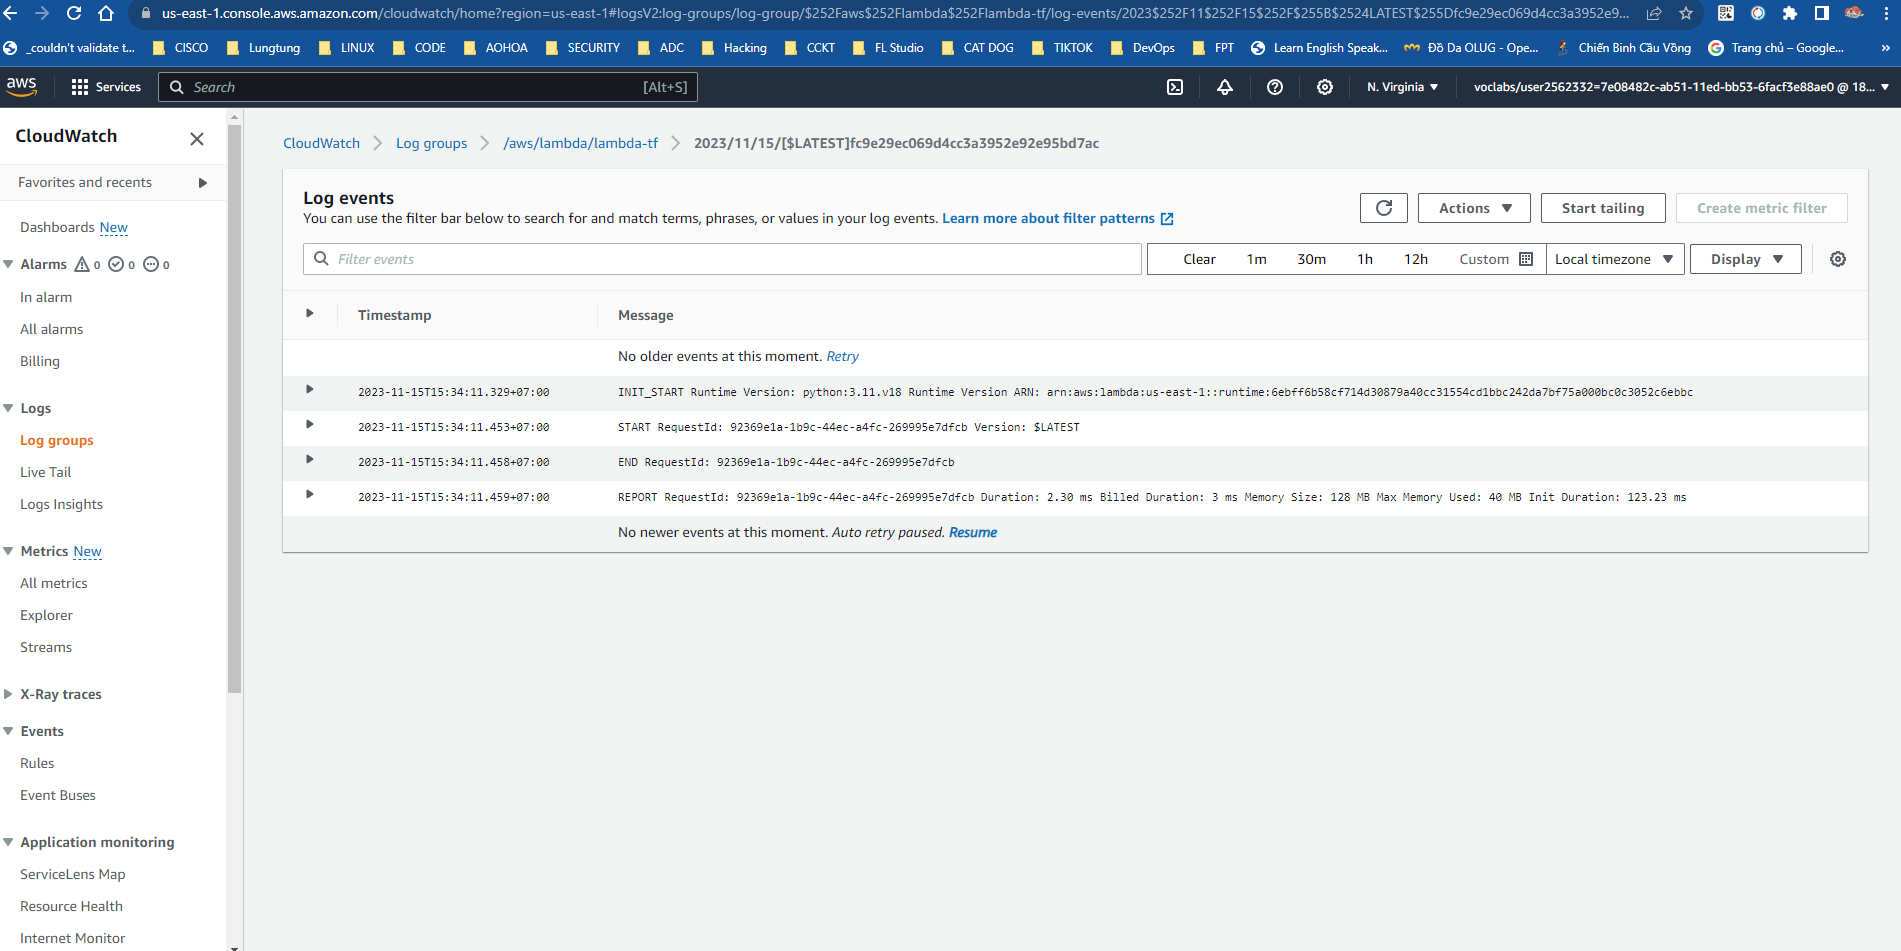 us-east-1.console.aws.amazon.com/cloudwatch/home?region=us-east-1#logsV2:log-groups/log-group/$252Faws$252Flambda$252Flambda-tf/log-events/2023$252F11$252F15$252F$255B$2524LATEST$255Dfc9e29ec069d4cc3a3952e9...
_couldn't validate t... CISCO Lungtung LINUX CODE AOHOA SECURITY ADC Hacking CCKT FL Studio CAT DOG TIKTOK DevOps FPT Learn English Speak... Đồ Da OLUG - Ope... Chiến Binh Cầu Vồng Trang chủ – Google... »
aws Services Search [Alt+S] N. Virginia voclabs/user2562332=7e08482c-ab51-11ed-bb53-6facf3e88ae0 @ 18...
CloudWatch
Favorites and recents
Dashboards New
Alarms 0 0 0
In alarm
All alarms
Billing
Logs
Log groups
Live Tail
Logs Insights
Metrics New
All metrics
Explorer
Streams
X-Ray traces
Events
Rules
Event Buses
Application monitoring
ServiceLens Map
Resource Health
Internet Monitor
CloudWatch Log groups /aws/lambda/lambda-tf 2023/11/15/[$LATEST]fc9e29ec069d4cc3a3952e92e95bd7ac
Log events
You can use the filter bar below to search for and match terms, phrases, or values in your log events. Learn more about filter patterns
Actions Start tailing Create metric filter
Filter events Clear 1m 30m 1h 12h Custom Local timezone Display
Timestamp Message
No older events at this moment. Retry
2023-11-15T15:34:11.329+07:00 INIT_START Runtime Version: python:3.11.v18 Runtime Version ARN: arn:aws:lambda:us-east-1::runtime:6ebff6b58cf714d30879a40cc31554cd1bbc242da7bf75a000bc0c3052c6ebbc
2023-11-15T15:34:11.453+07:00 START RequestId: 92369e1a-1b9c-44ec-a4fc-269995e7dfcb Version: $LATEST
2023-11-15T15:34:11.458+07:00 END RequestId: 92369e1a-1b9c-44ec-a4fc-269995e7dfcb
2023-11-15T15:34:11.459+07:00 REPORT RequestId: 92369e1a-1b9c-44ec-a4fc-269995e7dfcb Duration: 2.30 ms Billed Duration: 3 ms Memory Size: 128 MB Max Memory Used: 40 MB Init Duration: 123.23 ms
No newer events at this moment. Auto retry paused. Resume